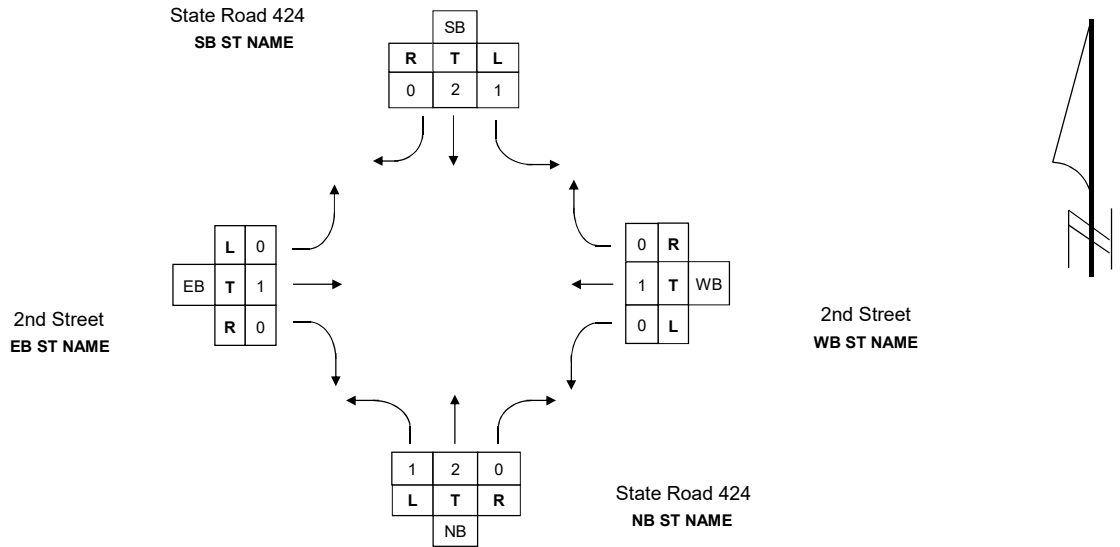 State Road 424
SB ST NAME
SB
R T L
0 2 1
L 0
EB T 1
R 0
2nd Street
EB ST NAME
0 R
1 T WB
0 L
2nd Street
WB ST NAME
1 2 0
L T R
NB
State Road 424
NB ST NAME
N